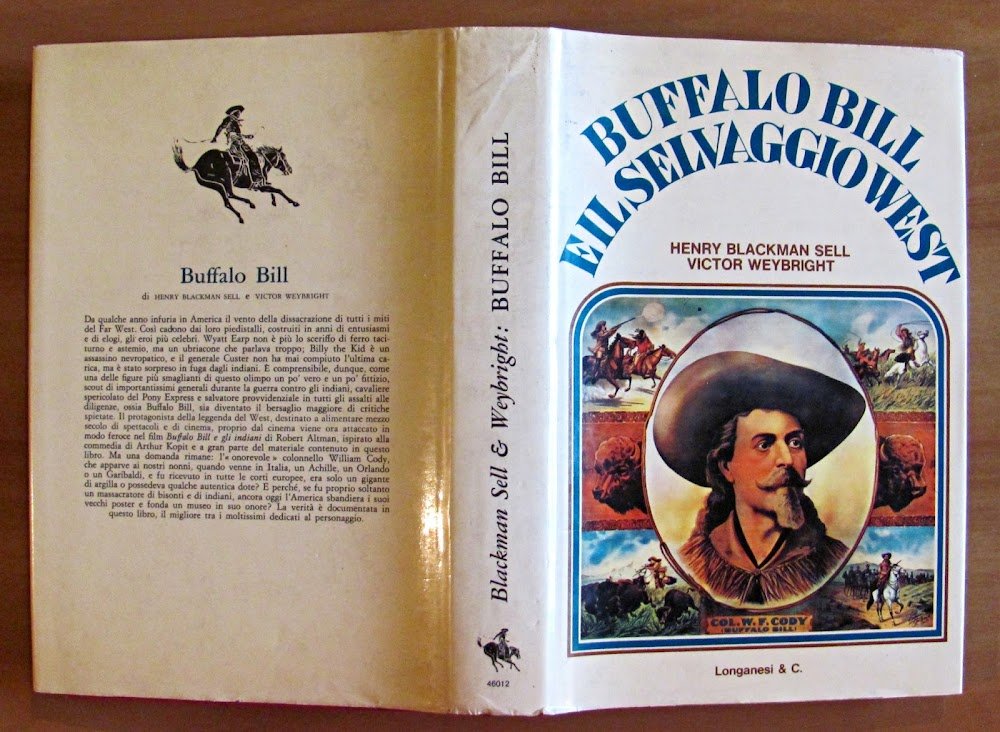 Buffalo Bill
di HENRY BLACKMAN SELL e VICTOR WEYBRIGHT
Da qualche anno infuria in America il vento della dissacrazione di tutti i miti
del Far West. Così cadono dai loro piedistalli, costruiti in anni di entusiasmi
e di elogi, gli eroi più celebri. Wyatt Earp non è più lo sceriffo di ferro taci-
turno e astemio, ma un ubriacone che parlava troppo; Billy the Kid è un
assassino nevropatico, e il generale Custer non ha mai compiuto l'ultima ca-
rica, ma è stato sorpreso in fuga dagli indiani. È comprensibile, dunque, come
una delle figure più smaglianti di questo olimpo un po' vero e un po' fittizio,
scout di importantissimi generali durante la guerra contro gli indiani, cavaliere
spericolato del Pony Express e salvatore provvidenziale in tutti gli assalti alle
diligenze, ossia Buffalo Bill, sia diventato il bersaglio maggiore di critiche
spietate. Il protagonista della leggenda del West, destinato a alimentare mezzo
secolo di spettacoli e di cinema, proprio dal cinema viene ora attaccato in
modo feroce nel film Buffalo Bill e gli indiani di Robert Altman, ispirato alla
commedia di Arthur Kopit e a gran parte del materiale contenuto in questo
libro. Ma una domanda rimane: l'« onorevole » colonnello William Cody,
che apparve ai nostri nonni, quando venne in Italia, un Achille, un Orlando
o un Garibaldi, e fu ricevuto in tutte le corti europee, era solo un gigante
di argilla o possedeva qualche autentica dote? E perché, se fu proprio soltanto
un massacratore di bisonti e di indiani, ancora oggi l'America sbandiera i suoi
vecchi poster e fonda un museo in suo onore? La verità è documentata in
questo libro, il migliore tra i moltissimi dedicati al personaggio.
Blackman Sell & Weybright: BUFFALO BILL
46012
BUFFALO BILL
E IL SELVAGGIO WEST
HENRY BLACKMAN SELL
VICTOR WEYBRIGHT
COL. W. F. CODY
(BUFFALO BILL)
Longanesi & C.